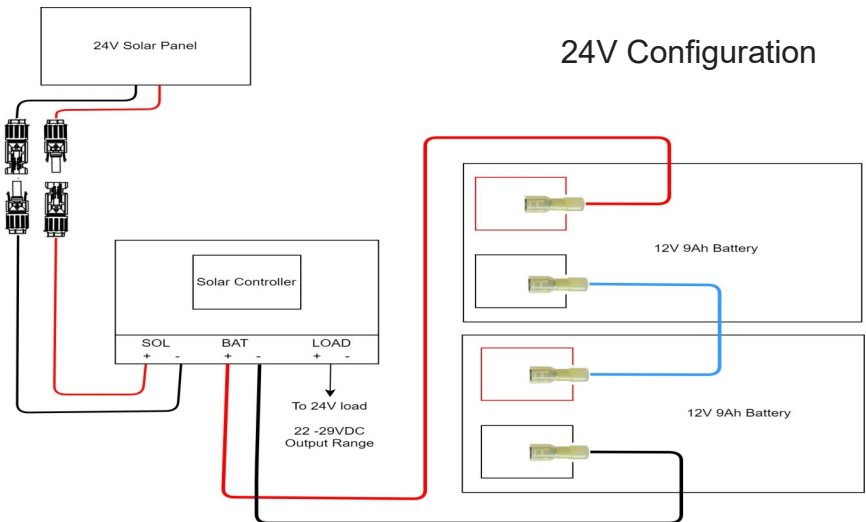 24V Configuration
24V Solar Panel
Solar Controller
SOL BAT LOAD
+ - + - + -
To 24V load
22 -29VDC
Output Range
12V 9Ah Battery
12V 9Ah Battery